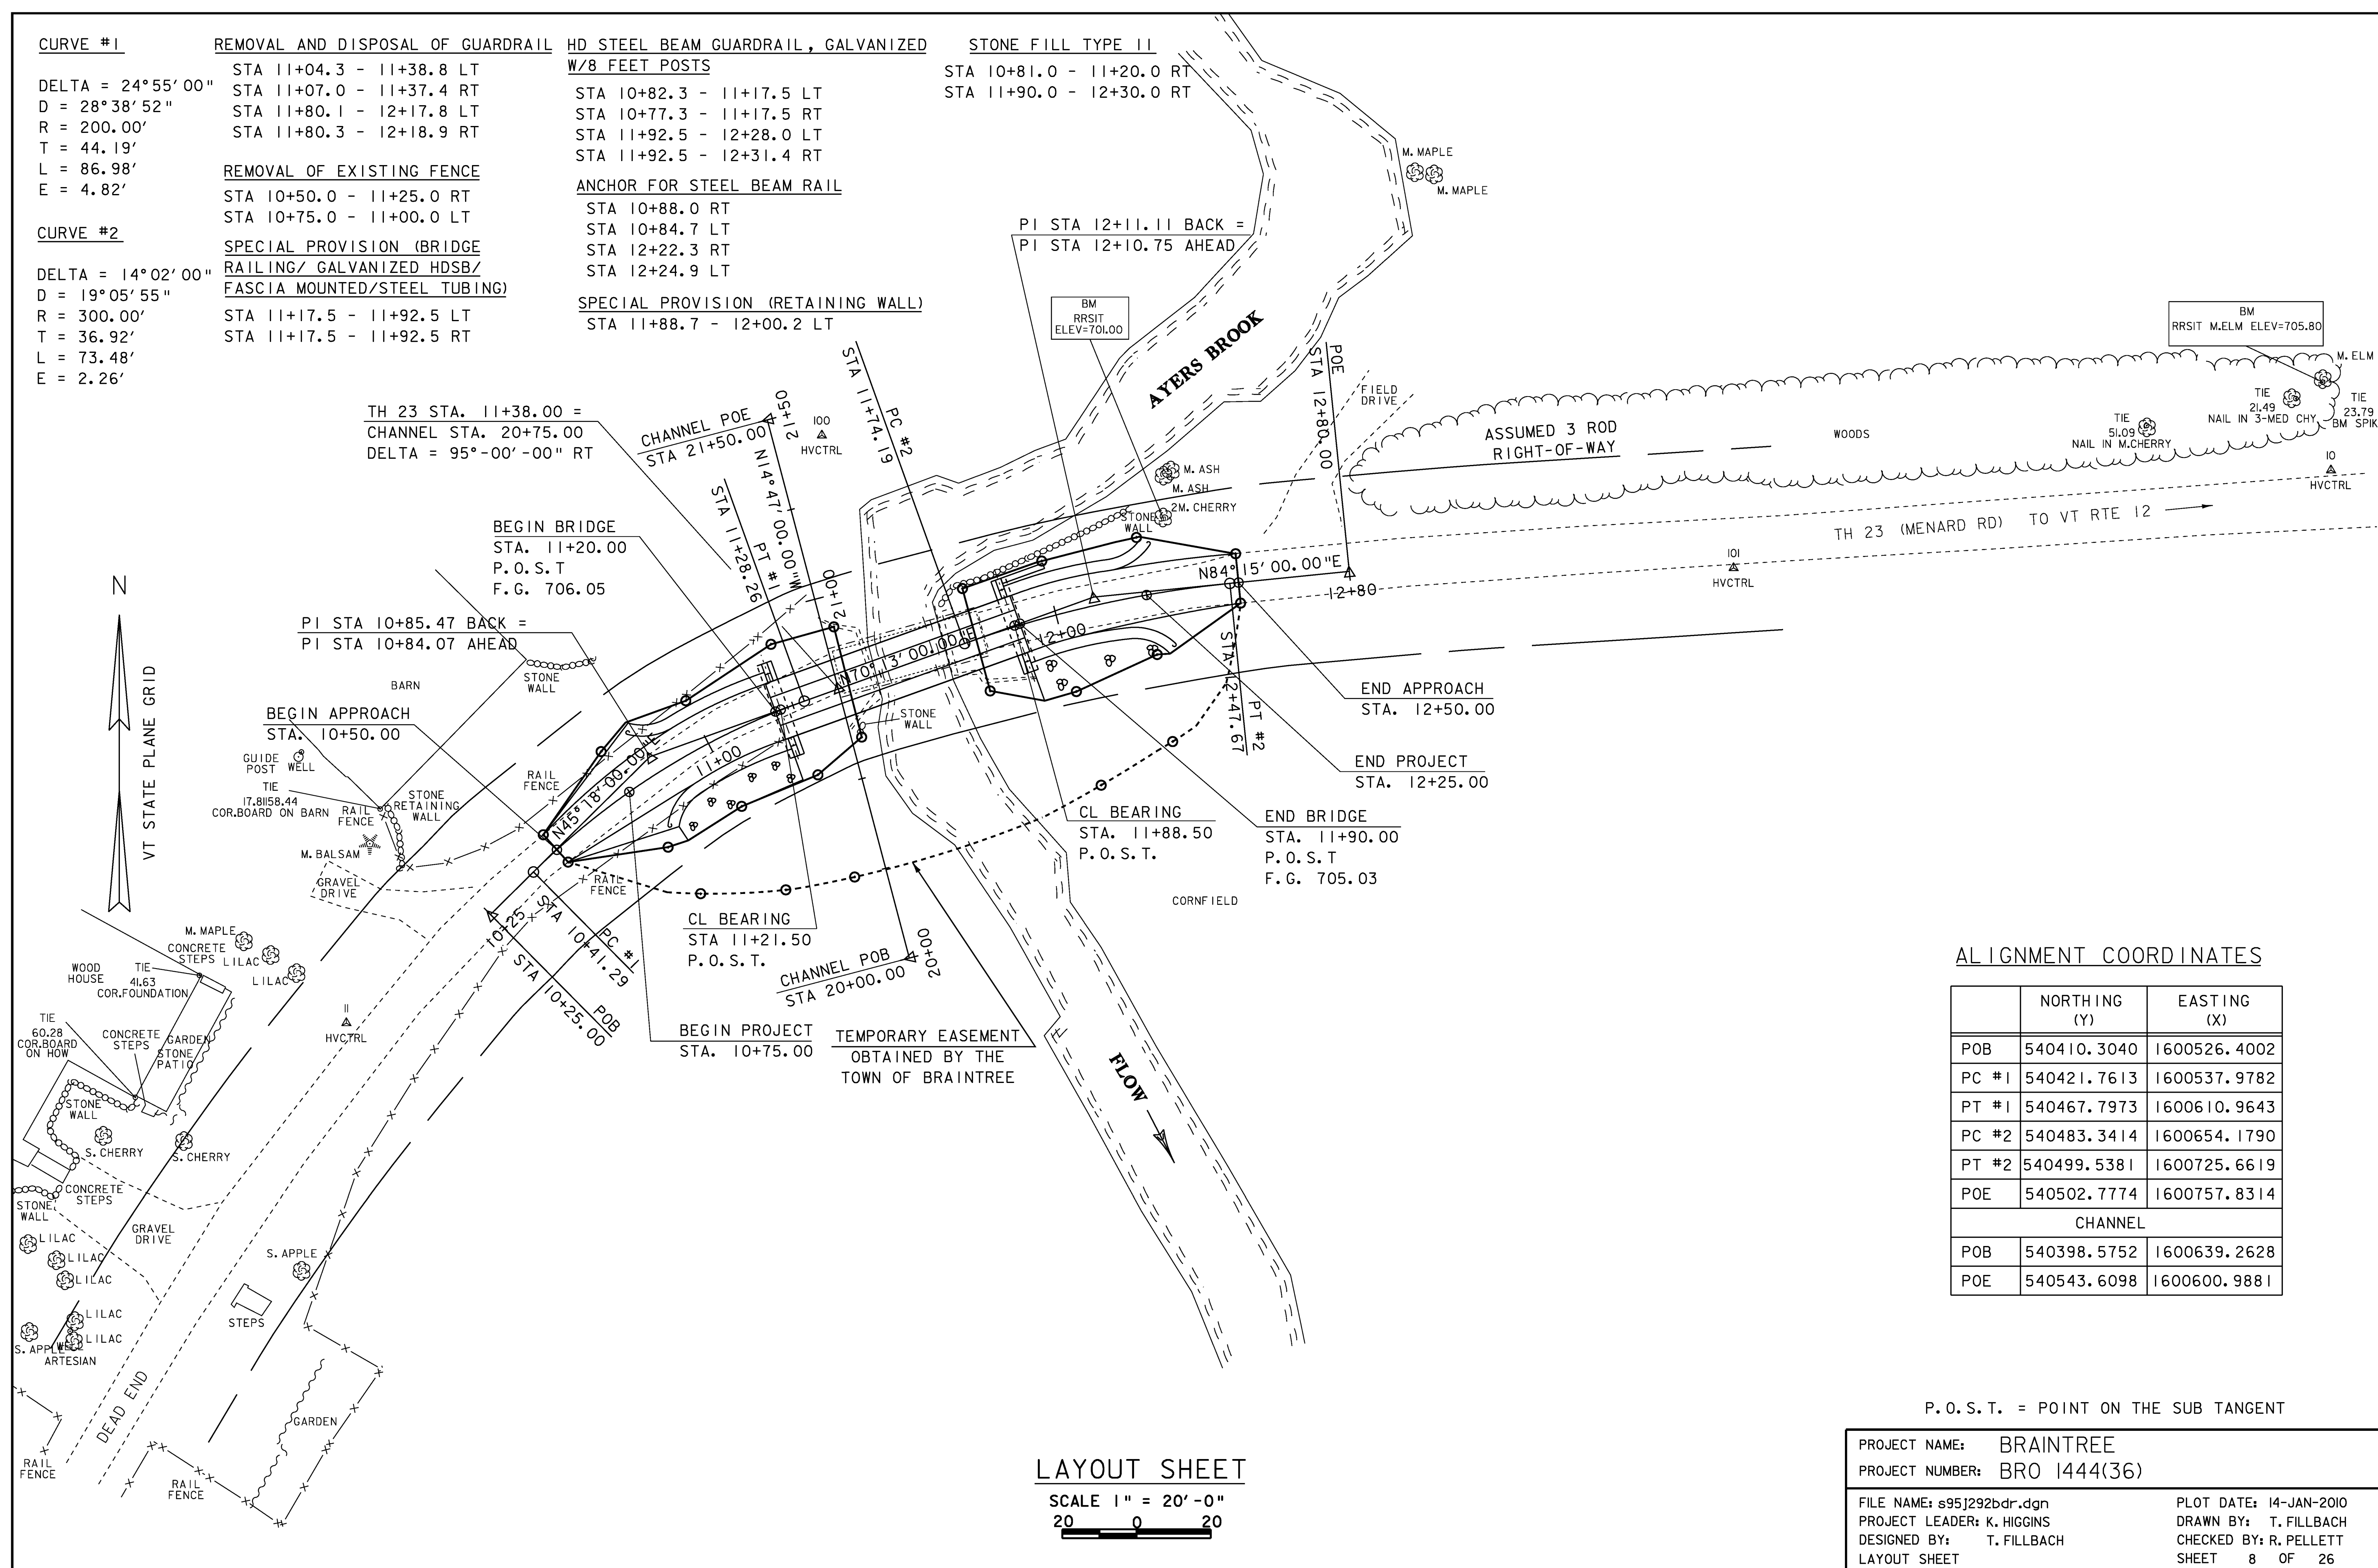 CURVE #1
DELTA = 24°55'00"
D = 28°38'52"
R = 200.00'
T = 44.19'
L = 86.98'
E = 4.82'
CURVE #2
DELTA = 14°02'00"
D = 19°05'55"
R = 300.00'
T = 36.92'
L = 73.48'
E = 2.26'
REMOVAL AND DISPOSAL OF GUARDRAIL
STA 11+04.3 - 11+38.8 LT
STA 11+07.0 - 11+37.4 RT
STA 11+80.1 - 12+17.8 LT
STA 11+80.3 - 12+18.9 RT
REMOVAL OF EXISTING FENCE
STA 10+50.0 - 11+25.0 RT
STA 10+75.0 - 11+00.0 LT
SPECIAL PROVISION (BRIDGE
RAILING/ GALVANIZED HDSB/
FASCIA MOUNTED/STEEL TUBING)
STA 11+17.5 - 11+92.5 LT
STA 11+17.5 - 11+92.5 RT
HD STEEL BEAM GUARDRAIL, GALVANIZED
W/8 FEET POSTS
STA 10+82.3 - 11+17.5 LT
STA 10+77.3 - 11+17.5 RT
STA 11+92.5 - 12+28.0 LT
STA 11+92.5 - 12+31.4 RT
ANCHOR FOR STEEL BEAM RAIL
STA 10+88.0 RT
STA 10+84.7 LT
STA 12+22.3 RT
STA 12+24.9 LT
SPECIAL PROVISION (RETAINING WALL)
STA 11+88.7 - 12+00.2 LT
STONE FILL TYPE II
STA 10+81.0 - 11+20.0 RT
STA 11+90.0 - 12+30.0 RT
M. MAPLE
M. MAPLE
PI STA 12+11.11 BACK =
PI STA 12+10.75 AHEAD
BM
RRSIT
ELEV=701.00
AYERS BROOK
POE
STA 12+80.00
FIELD
DRIVE
BM
RRSIT M.ELM ELEV=705.80
M. ELM
TIE
23.79
BM SPIK
TIE
21.49
NAIL IN 3-MED CHY.
TIE
51.09
NAIL IN M.CHERRY
WOODS
ASSUMED 3 ROD
RIGHT-OF-WAY
10
HVCTRL
101
HVCTRL
TH 23 (MENARD RD) TO VT RTE 12
TH 23 STA. 11+38.00 =
CHANNEL STA. 20+75.00
DELTA = 95°-00'-00" RT
CHANNEL POE
STA 21+50.00
21+50
100
HVCTRL
PC #2
STA 11+74.19
N14°47'00.00"W
PT #1
STA 11+28.26
21+00
M. ASH
M. ASH
2M. CHERRY
STONE
WALL
BEGIN BRIDGE
STA. 11+20.00
P.O.S.T
F.G. 706.05
PI STA 10+85.47 BACK =
PI STA 10+84.07 AHEAD
N
VT STATE PLANE GRID
STONE
WALL
BARN
BEGIN APPROACH
STA. 10+50.00
GUIDE
POST
WELL
TIE
17.81158.44
COR.BOARD ON BARN
RAIL
FENCE
STONE
RETAINING
WALL
M. BALSAM
GRAVEL
DRIVE
RAIL
FENCE
N45°18'00.00"E
11+00
N70°13'00.00"E
12+00
N84°15'00.00"E
12+80
STONE
WALL
PT #2
STA 12+47.67
END APPROACH
STA. 12+50.00
END PROJECT
STA. 12+25.00
END BRIDGE
STA. 11+90.00
P.O.S.T
F.G. 705.03
CL BEARING
STA. 11+88.50
P.O.S.T.
CORNFIELD
RAIL
FENCE
CL BEARING
STA 11+21.50
P.O.S.T.
CHANNEL POB
STA 20+00.00
20+00
10+25
PC #1
STA 10+41.29
POB
STA 10+25.00
BEGIN PROJECT
STA. 10+75.00
TEMPORARY EASEMENT
OBTAINED BY THE
TOWN OF BRAINTREE
FLOW
M. MAPLE
CONCRETE
STEPS
LILAC
LILAC
WOOD
HOUSE
TIE
41.63
COR.FOUNDATION
11
HVCTRL
TIE
60.28
COR.BOARD
ON HOW
CONCRETE
STEPS
GARDEN
STONE
PATIO
STONE
WALL
S. CHERRY
S. CHERRY
CONCRETE
STEPS
STONE
WALL
GRAVEL
DRIVE
LILAC
LILAC
LILAC
LILAC
LILAC
S. APPLE
WELL
ARTESIAN
S. APPLE
STEPS
DEAD END
GARDEN
RAIL
FENCE
RAIL
FENCE
ALIGNMENT COORDINATES
NORTHING (Y) EASTING (X)
POB 540410.3040 1600526.4002
PC #1 540421.7613 1600537.9782
PT #1 540467.7973 1600610.9643
PC #2 540483.3414 1600654.1790
PT #2 540499.5381 1600725.6619
POE 540502.7774 1600757.8314
CHANNEL
POB 540398.5752 1600639.2628
POE 540543.6098 1600600.9881
P.O.S.T. = POINT ON THE SUB TANGENT
LAYOUT SHEET
SCALE 1" = 20'-0"
20 0 20
PROJECT NAME: BRAINTREE
PROJECT NUMBER: BRO 1444(36)
FILE NAME: s95j292bdr.dgn PLOT DATE: 14-JAN-2010
PROJECT LEADER: K. HIGGINS DRAWN BY: T. FILLBACH
DESIGNED BY: T. FILLBACH CHECKED BY: R. PELLETT
LAYOUT SHEET SHEET 8 OF 26